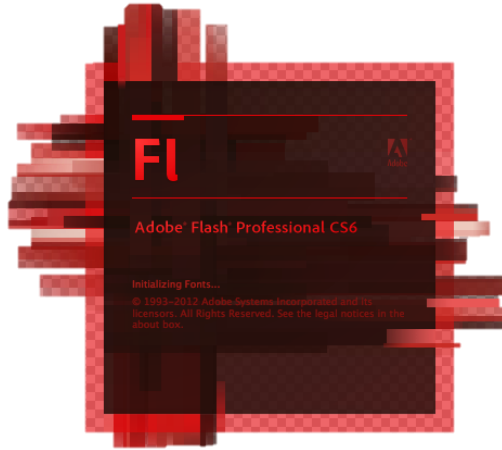 Fl
Adobe
Adobe® Flash® Professional CS6
Initializing Fonts...
© 1993–2012 Adobe Systems Incorporated and its
licensors. All Rights Reserved. See the legal notices in the
about box.